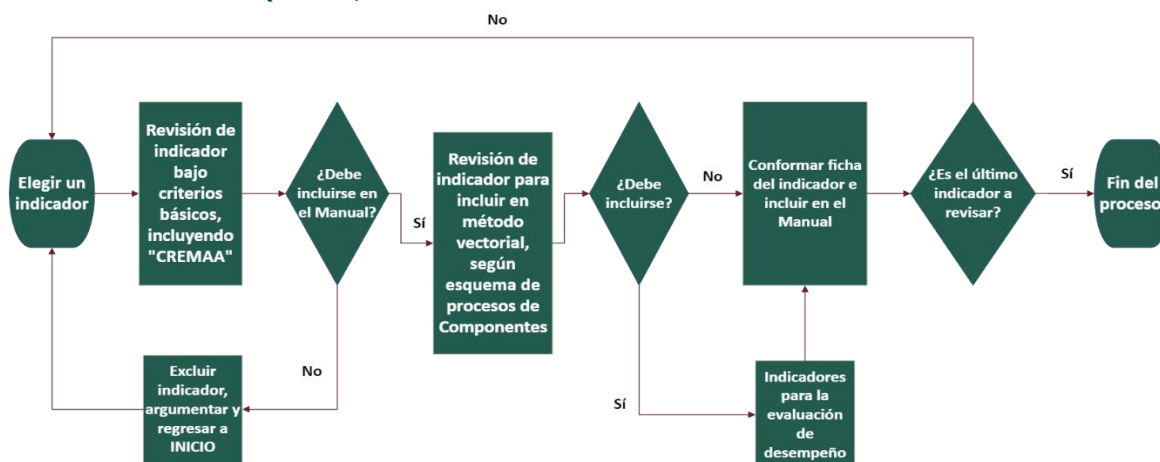 No
Elegir un
indicador
Revisión de
indicador
bajo
criterios
básicos,
incluyendo
"CREMAA"
¿Debe
incluirse en
el Manual?
Sí
No
Excluir
indicador,
argumentar y
regresar a
INICIO
Revisión de
indicador para
incluir en
método
vectorial,
según
esquema de
procesos de
Componentes
¿Debe
incluirse?
No
Sí
Indicadores
para la
evaluación
de
desempeño
Conformar ficha
del indicador e
incluir en el
Manual
¿Es el último
indicador a
revisar?
Sí
Fin del
proceso